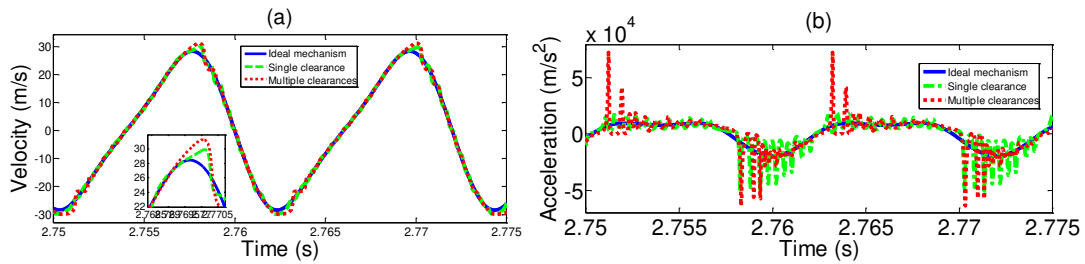 (a)
Velocity (m/s)
30
20
10
0
-10
-20
-30
2.75
2.755
2.76
2.765
2.77
2.775
Time (s)
Ideal mechanism
Single clearance
Multiple clearances
30
28
26
24
22
(b)
x 10^4
Acceleration (m/s²)
5
0
-5
2.75
2.755
2.76
2.765
2.77
2.775
Time (s)
Ideal mechanism
Single clearance
Multiple clearances